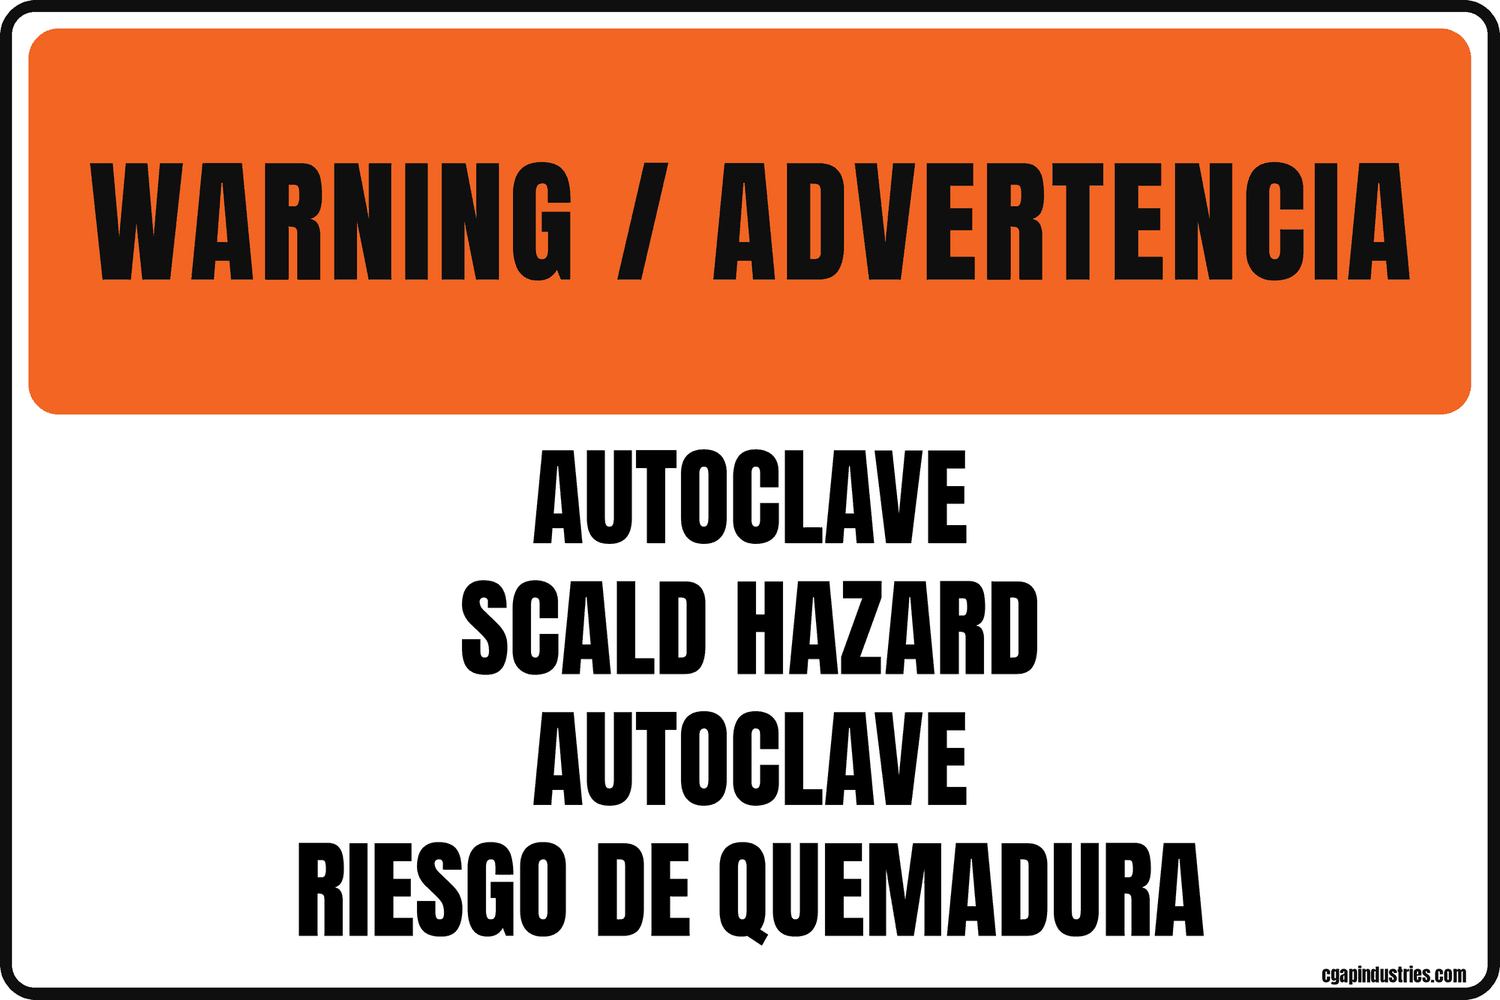 WARNING / ADVERTENCIA
AUTOCLAVE
SCALD HAZARD
AUTOCLAVE
RIESGO DE QUEMADURA
cgapindustries.com